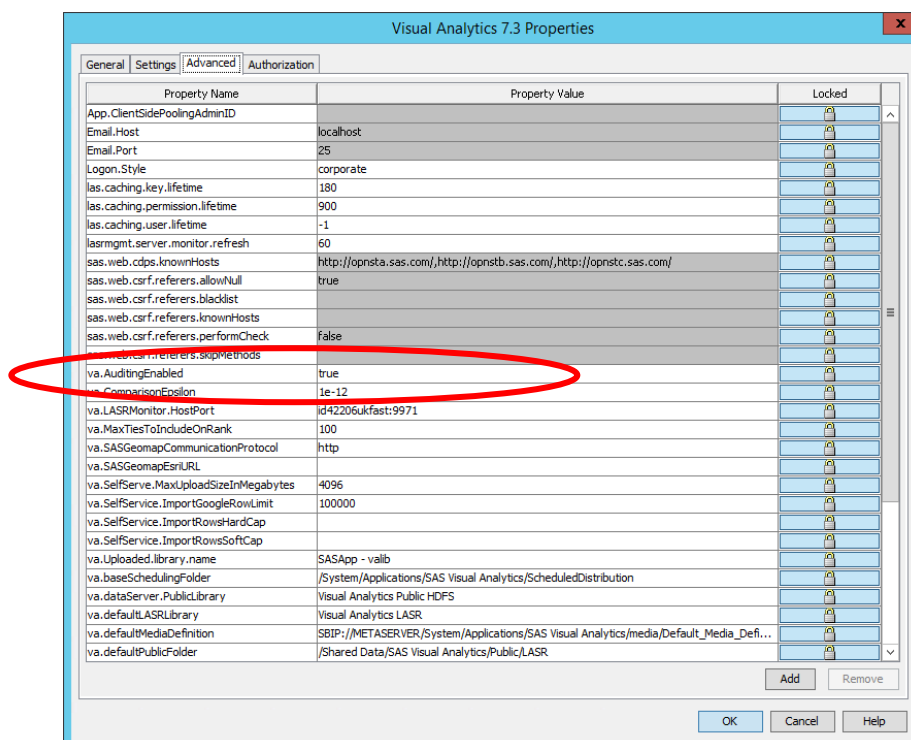 Visual Analytics 7.3 Properties
x
General Settings Advanced Authorization
Property Name Property Value Locked
App.ClientSidePoolingAdminID
Email.Host localhost
Email.Port 25
Logon.Style corporate
las.caching.key.lifetime 180
las.caching.permission.lifetime 900
las.caching.user.lifetime -1
lasrmgmt.server.monitor.refresh 60
sas.web.cdps.knownHosts http://opnsta.sas.com/,http://opnstb.sas.com/,http://opnstc.sas.com/
sas.web.csrf.referers.allowNull true
sas.web.csrf.referers.blacklist
sas.web.csrf.referers.knownHosts
sas.web.csrf.referers.performCheck false
sas.web.csrf.referers.skipMethods
va.AuditingEnabled true
va.ComparisonEpsilon 1e-12
va.LASRMonitor.HostPort id42206ukfast:9971
va.MaxTiesToIncludeOnRank 100
va.SASGeomapCommunicationProtocol http
va.SASGeomapEsriURL
va.SelfServe.MaxUploadSizeInMegabytes 4096
va.SelfService.ImportGoogleRowLimit 100000
va.SelfService.ImportRowsHardCap
va.SelfService.ImportRowsSoftCap
va.Uploaded.library.name SASApp - valib
va.baseSchedulingFolder /System/Applications/SAS Visual Analytics/ScheduledDistribution
va.dataServer.PublicLibrary Visual Analytics Public HDFS
va.defaultLASRLibrary Visual Analytics LASR
va.defaultMediaDefinition SBIP://METASERVER/System/Applications/SAS Visual Analytics/media/Default_Media_Defi...
va.defaultPublicFolder /Shared Data/SAS Visual Analytics/Public/LASR
Add Remove
OK Cancel Help